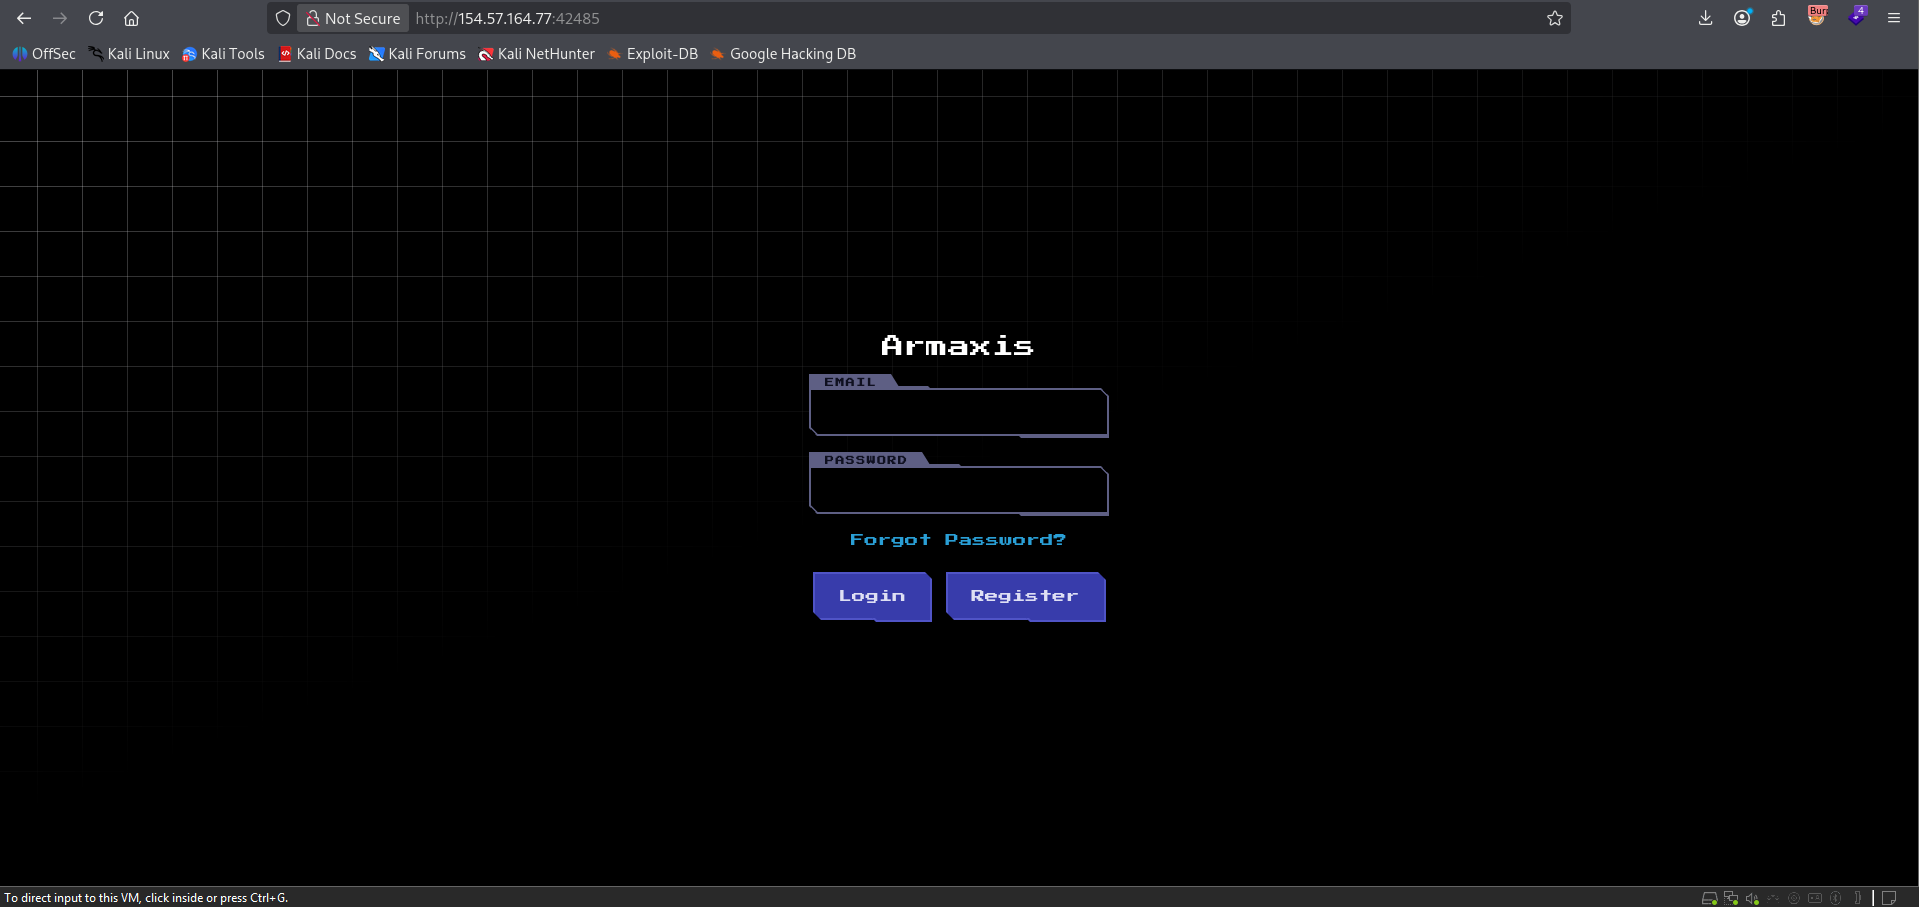 Not Secure http://154.57.164.77:42485
Burp 4
OffSec Kali Linux Kali Tools Kali Docs Kali Forums Kali NetHunter Exploit-DB Google Hacking DB
Armaxis
EMAIL
PASSWORD
Forgot Password?
Login Register
To direct input to this VM, click inside or press Ctrl+G.